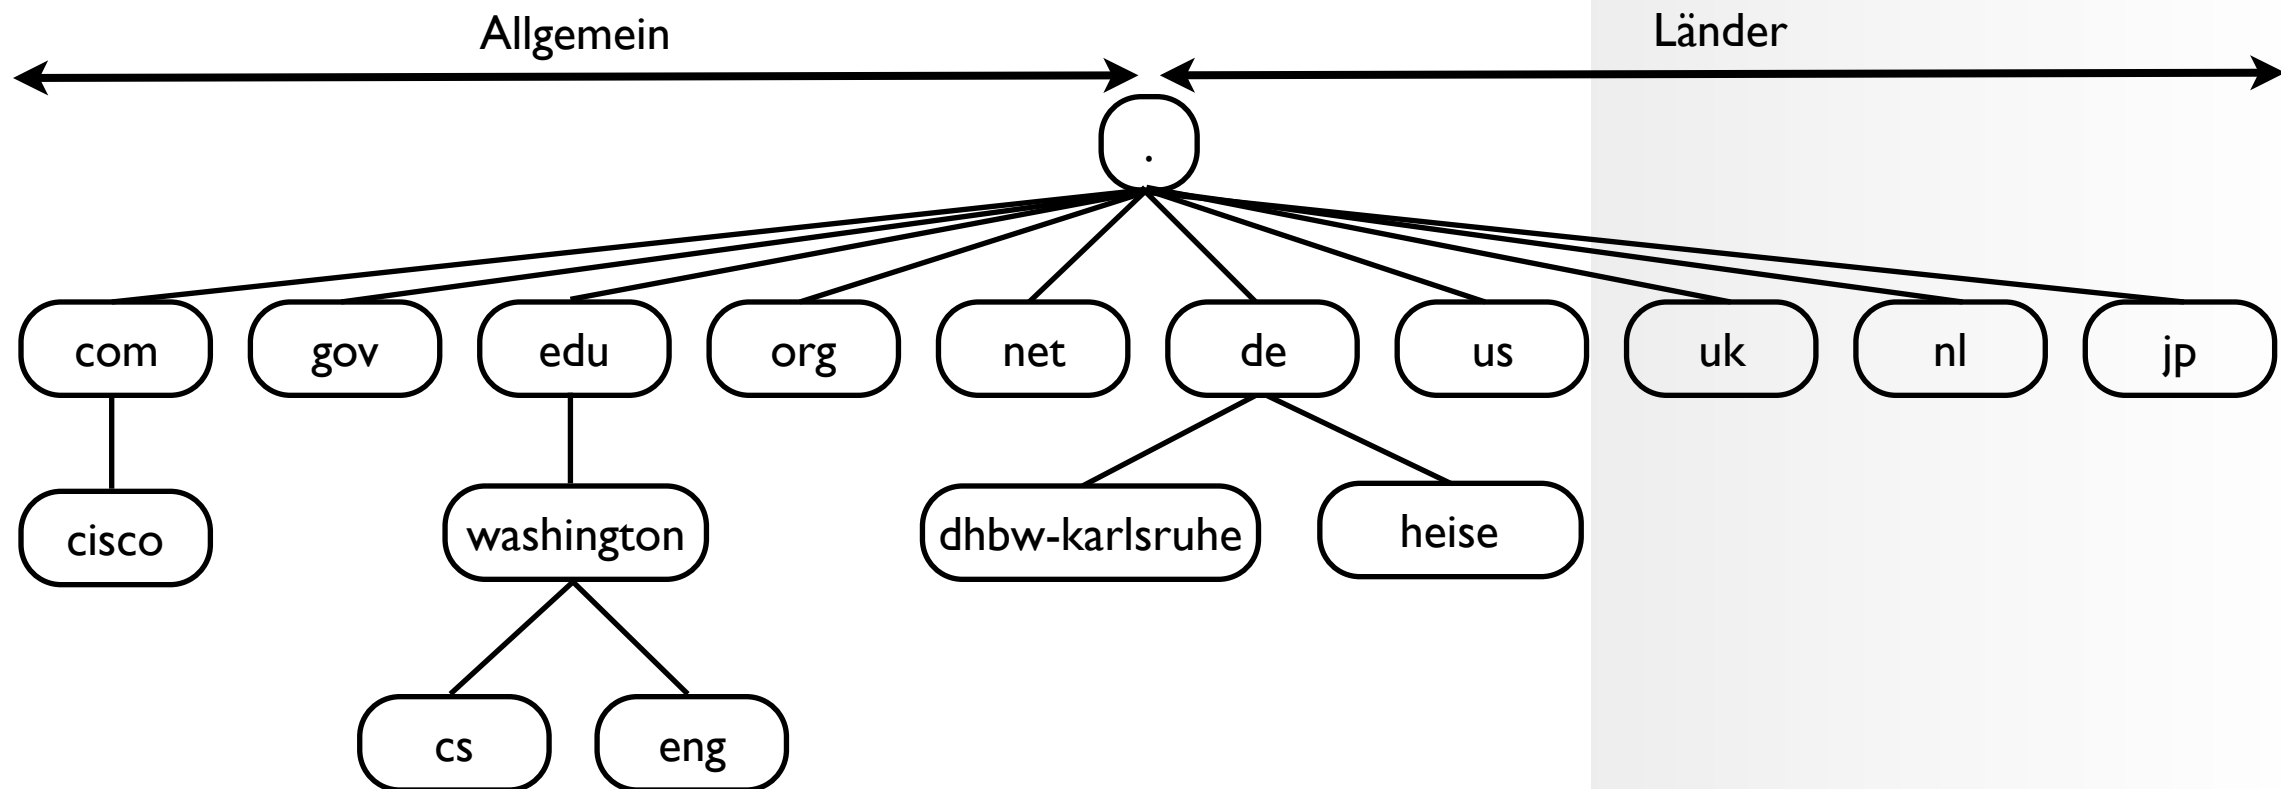 Allgemein Länder
.
com gov edu org net de us uk nl jp
cisco washington dhbw-karlsruhe heise
cs eng